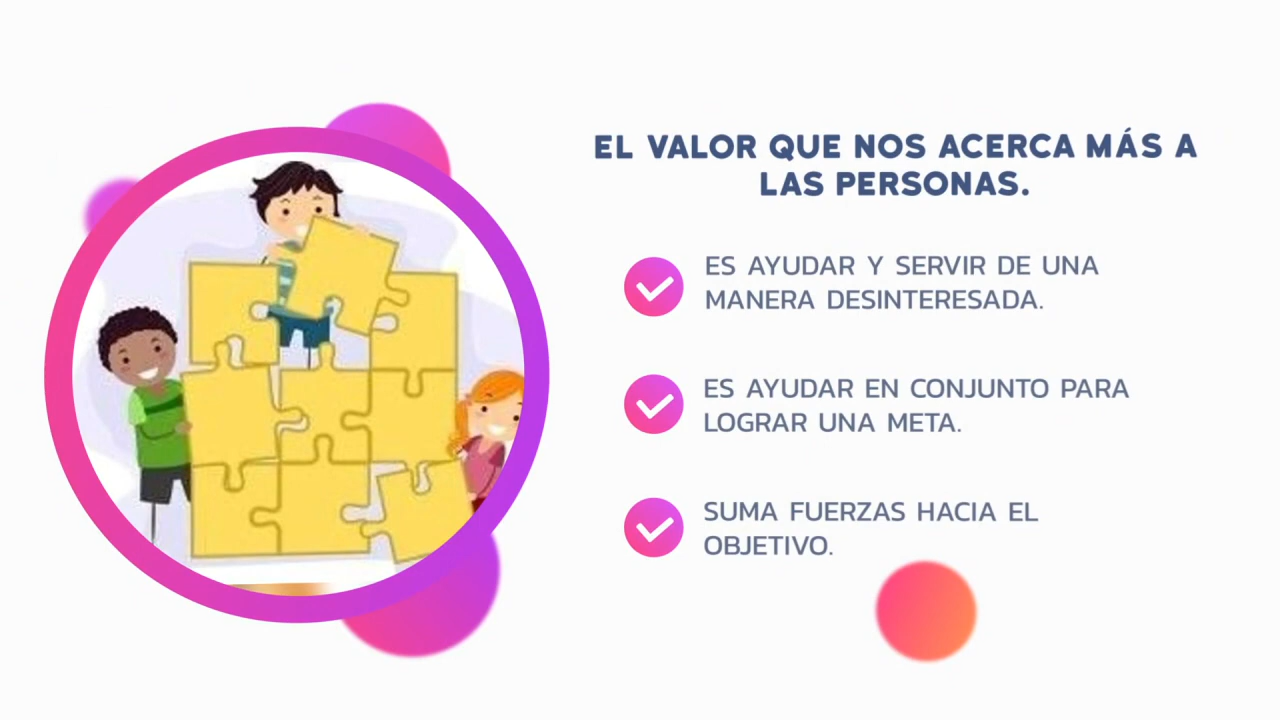 EL VALOR QUE NOS ACERCA MÁS A
LAS PERSONAS.
ES AYUDAR Y SERVIR DE UNA
MANERA DESINTERESADA.
ES AYUDAR EN CONJUNTO PARA
LOGRAR UNA META.
SUMA FUERZAS HACIA EL
OBJETIVO.